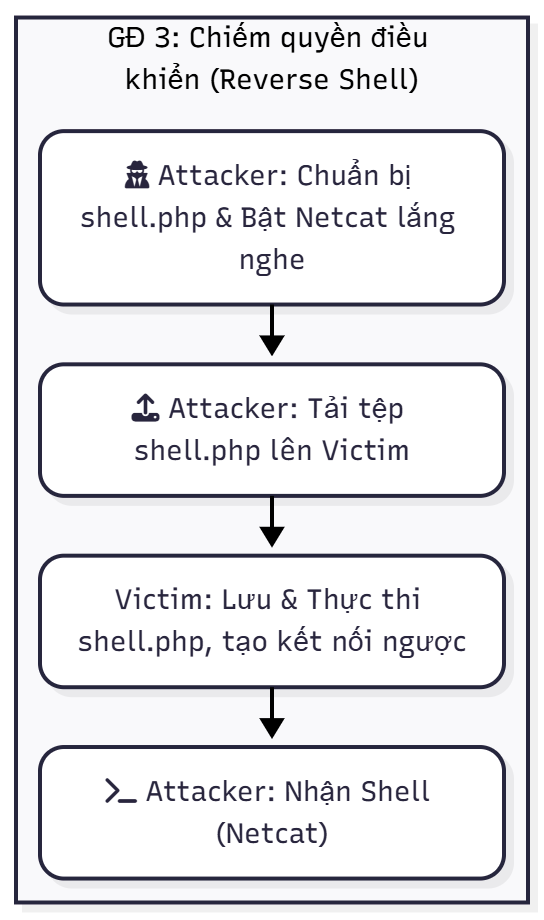 GĐ 3: Chiếm quyền điều
khiển (Reverse Shell)
Attacker: Chuẩn bị
shell.php & Bật Netcat lắng
nghe
Attacker: Tải tệp
shell.php lên Victim
Victim: Lưu & Thực thi
shell.php, tạo kết nối ngược
Attacker: Nhận Shell
(Netcat)